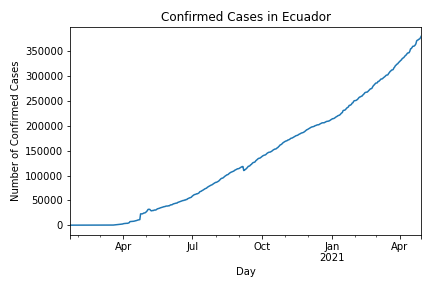 Confirmed Cases in Ecuador
Number of Confirmed Cases
350000
300000
250000
200000
150000
100000
50000
0
Apr Jul Oct Jan Apr
2021
Day